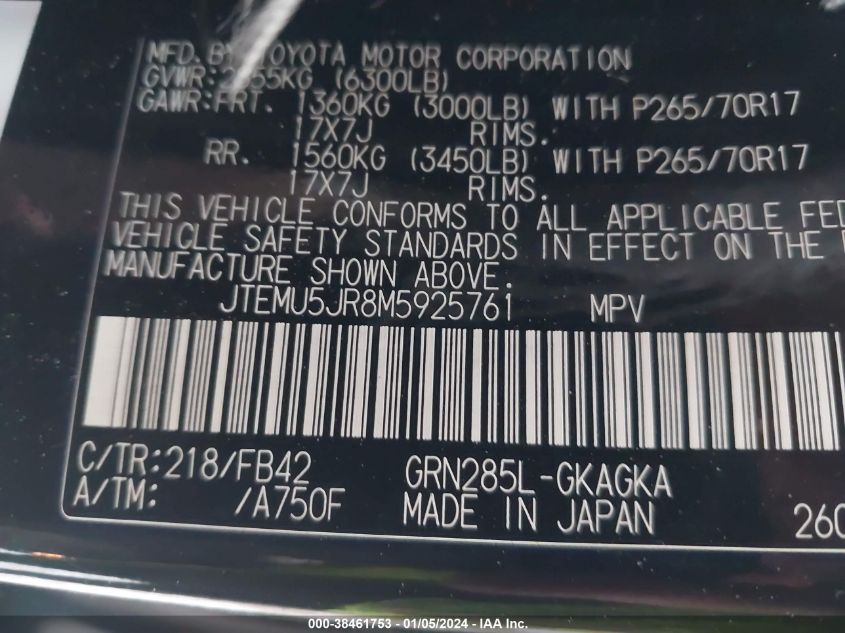 MFD. BY TOYOTA MOTOR CORPORATION
GVWR: (6300LB)
GAWR:FRT. 1360KG (3000LB) WITH P265/70R17
17X7J RIMS.
RR. 1560KG (3450LB) WITH P265/70R17
17X7J RIMS.
THIS VEHICLE CONFORMS TO ALL APPLICABLE FED
VEHICLE SAFETY STANDARDS IN EFFECT ON THE
MANUFACTURE SHOWN ABOVE.
JTEMU5JR8M5925761 MPV
C/TR:218/FB42 GRN285L-GKAGKA
A/TM: /A750F MADE IN JAPAN 260
000-38461753 - 01/05/2024 - IAA Inc.